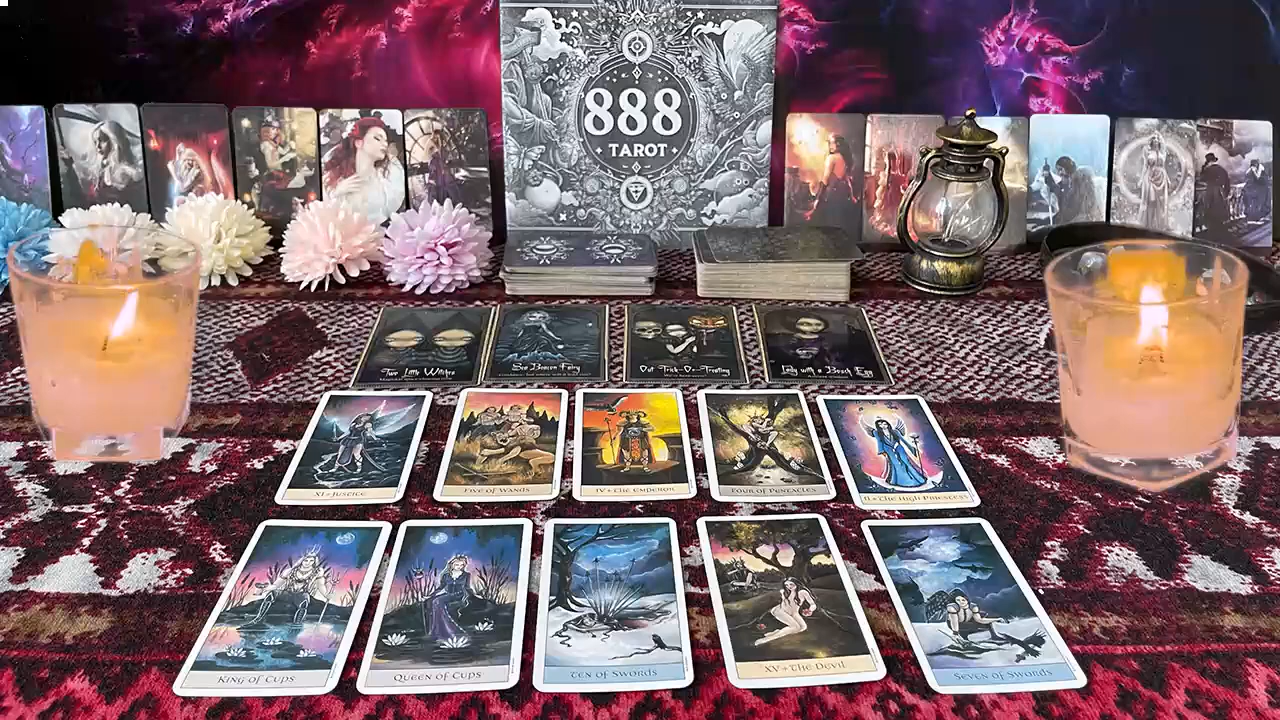 888
TAROT
Two Little Witches
Sea Beacon Fairy
Out Trick-Or-Treating
Lady with a Bosch Egg
XI • JUSTICE
FIVE OF WANDS
IV • THE EMPEROR
FOUR OF PENTACLES
II • THE HIGH PRIESTESS
KING OF CUPS
QUEEN OF CUPS
TEN OF SWORDS
XV • THE DEVIL
SEVEN OF SWORDS